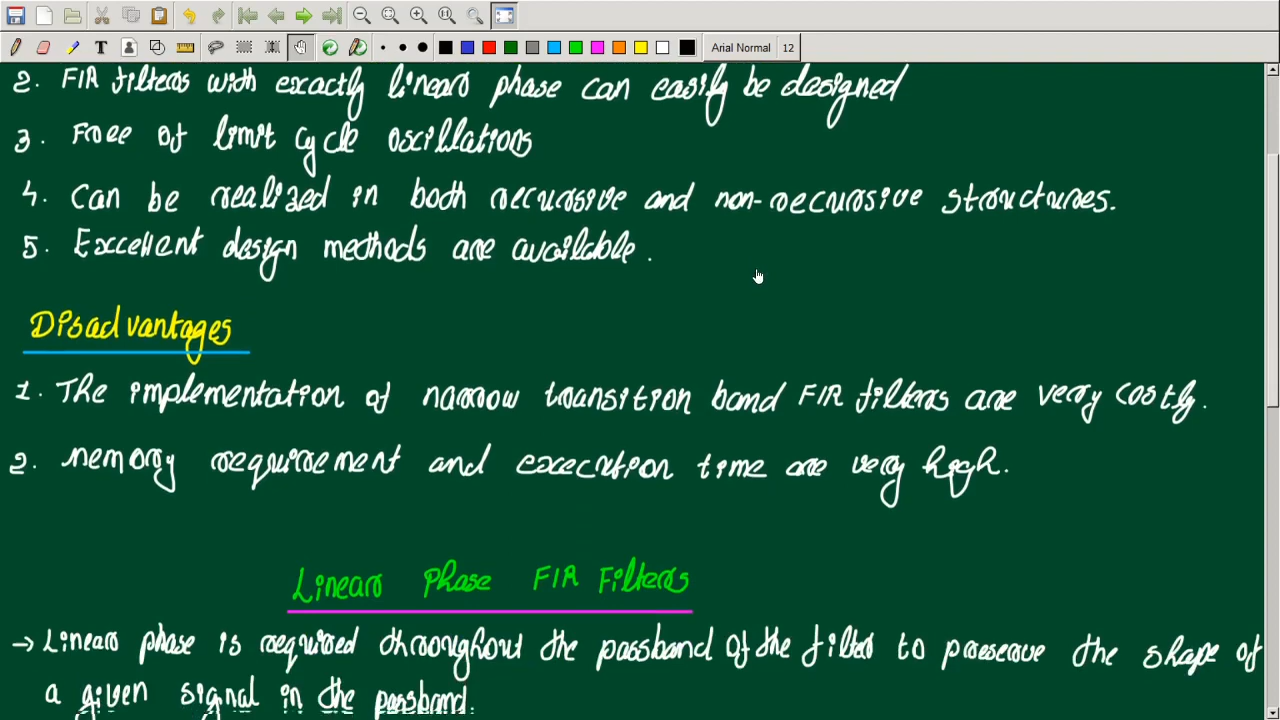 Arial Normal 12
2. FIR filters with exactly linear phase can easily be designed
3. Free of limit cycle oscillations
4. Can be realized in both recursive and non-recursive structures.
5. Excellent design methods are available.
Disadvantages
1. The implementation of narrow transition band FIR filters are very costly.
2. Memory requirement and execution time are very high.
Linear Phase FIR Filters
→ Linear phase is required throughout the passband of the filter to preserve the shape of
a given signal in the passband.